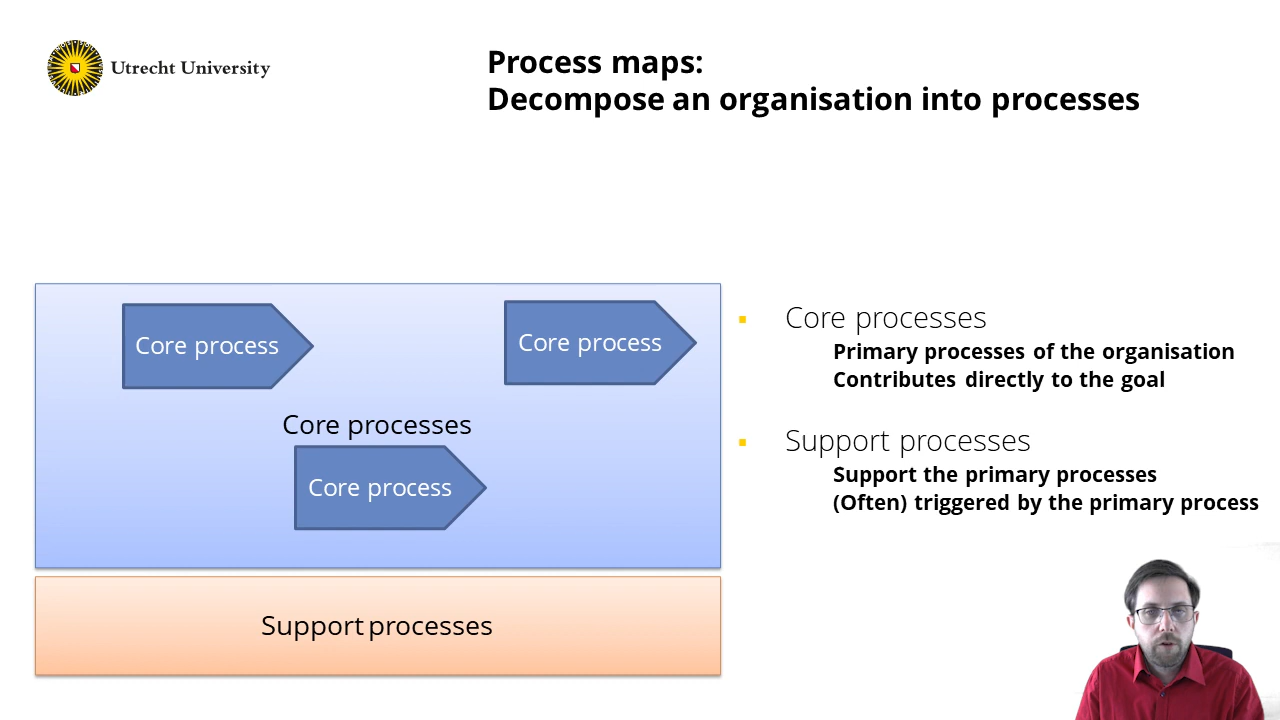 Utrecht University
Process maps:
Decompose an organisation into processes
Core process
Core process
Core processes
Core process
Support processes
Core processes
Primary processes of the organisation
Contributes directly to the goal
Support processes
Support the primary processes
(Often) triggered by the primary process